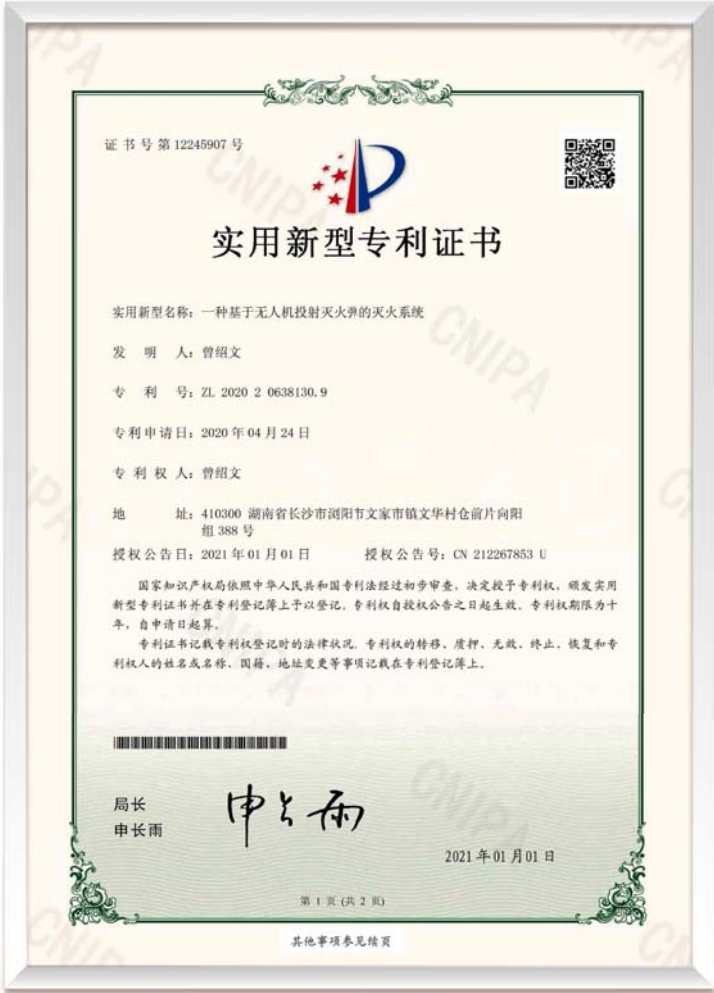 证书号第12245907号
实用新型专利证书
实用新型名称：一种基于无人机投射灭火弹的灭火系统
发明人：曾绍文
专利号：ZL 2020 2 0638130.9
专利申请日：2020年04月24日
专利权人：曾绍文
地址：410300 湖南省长沙市浏阳市文家市镇文华村仓前片向阳
组388号
授权公告日：2021年01月01日 授权公告号：CN 212267853 U
国家知识产权局依照中华人民共和国专利法经过初步审查，决定授予专利权，颁发实用
新型专利证书并在专利登记簿上予以登记。专利权自授权公告之日起生效。专利权期限为十
年，自申请日起算。
专利证书记载专利权登记时的法律状况。专利权的转移、质押、无效、终止、恢复和专
利权人的姓名或名称、国籍、地址变更等事项记载在专利登记簿上。
局长
申长雨
申长雨
2021年01月01日
第 1 页 (共 2 页)
其他事项参见续页
CNIPA
CNIPA
CNIPA